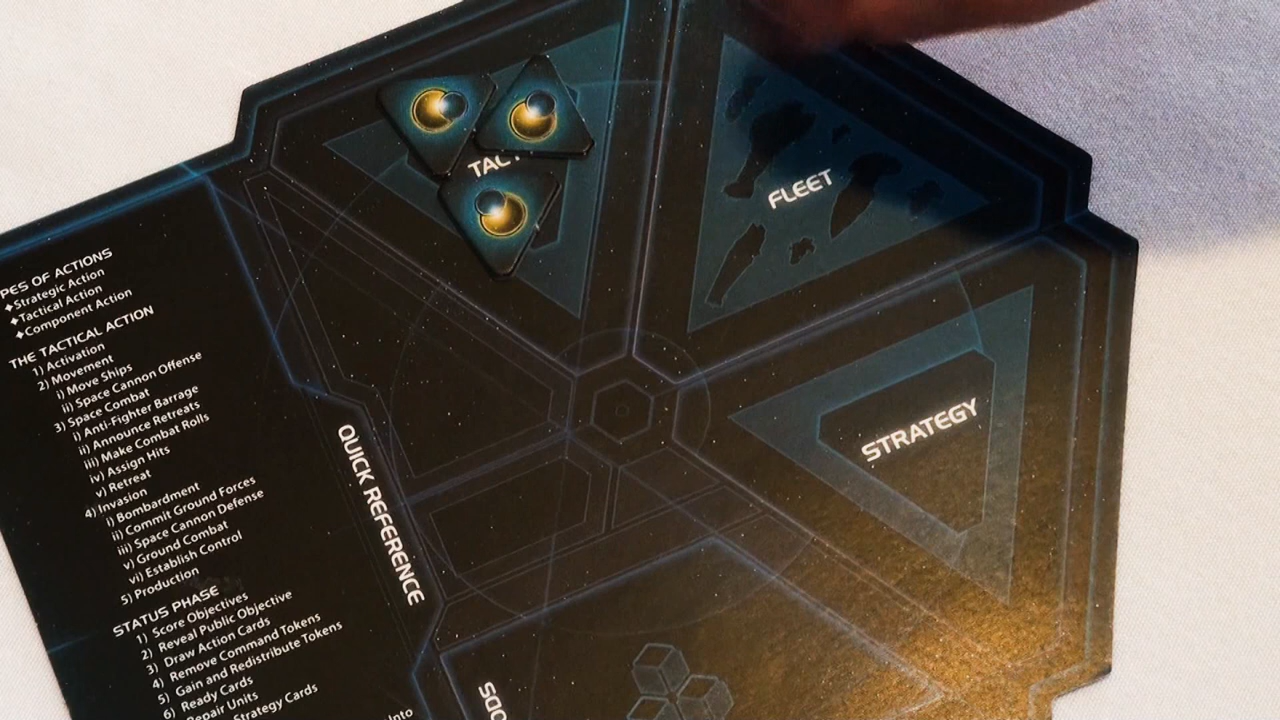 PES OF ACTIONS
✦Strategic Action
✦Tactical Action
✦Component Action
THE TACTICAL ACTION
1) Activation
2) Movement
i) Move Ships
ii) Space Cannon Offense
3) Space Combat
i) Anti-Fighter Barrage
ii) Announce Retreats
iii) Make Combat Rolls
iv) Assign Hits
v) Retreat
4) Invasion
i) Bombardment
ii) Commit Ground Forces
iii) Space Cannon Defense
v) Ground Combat
vi) Establish Control
5) Production
STATUS PHASE
1) Score Objectives
2) Reveal Public Objective
3) Draw Action Cards
4) Remove Command Tokens
5) Gain and Redistribute Tokens
6) Ready Cards
Repair Units
Strategy Cards
Into
QUICK REFERENCE
TACT
FLEET
STRATEGY
ODS